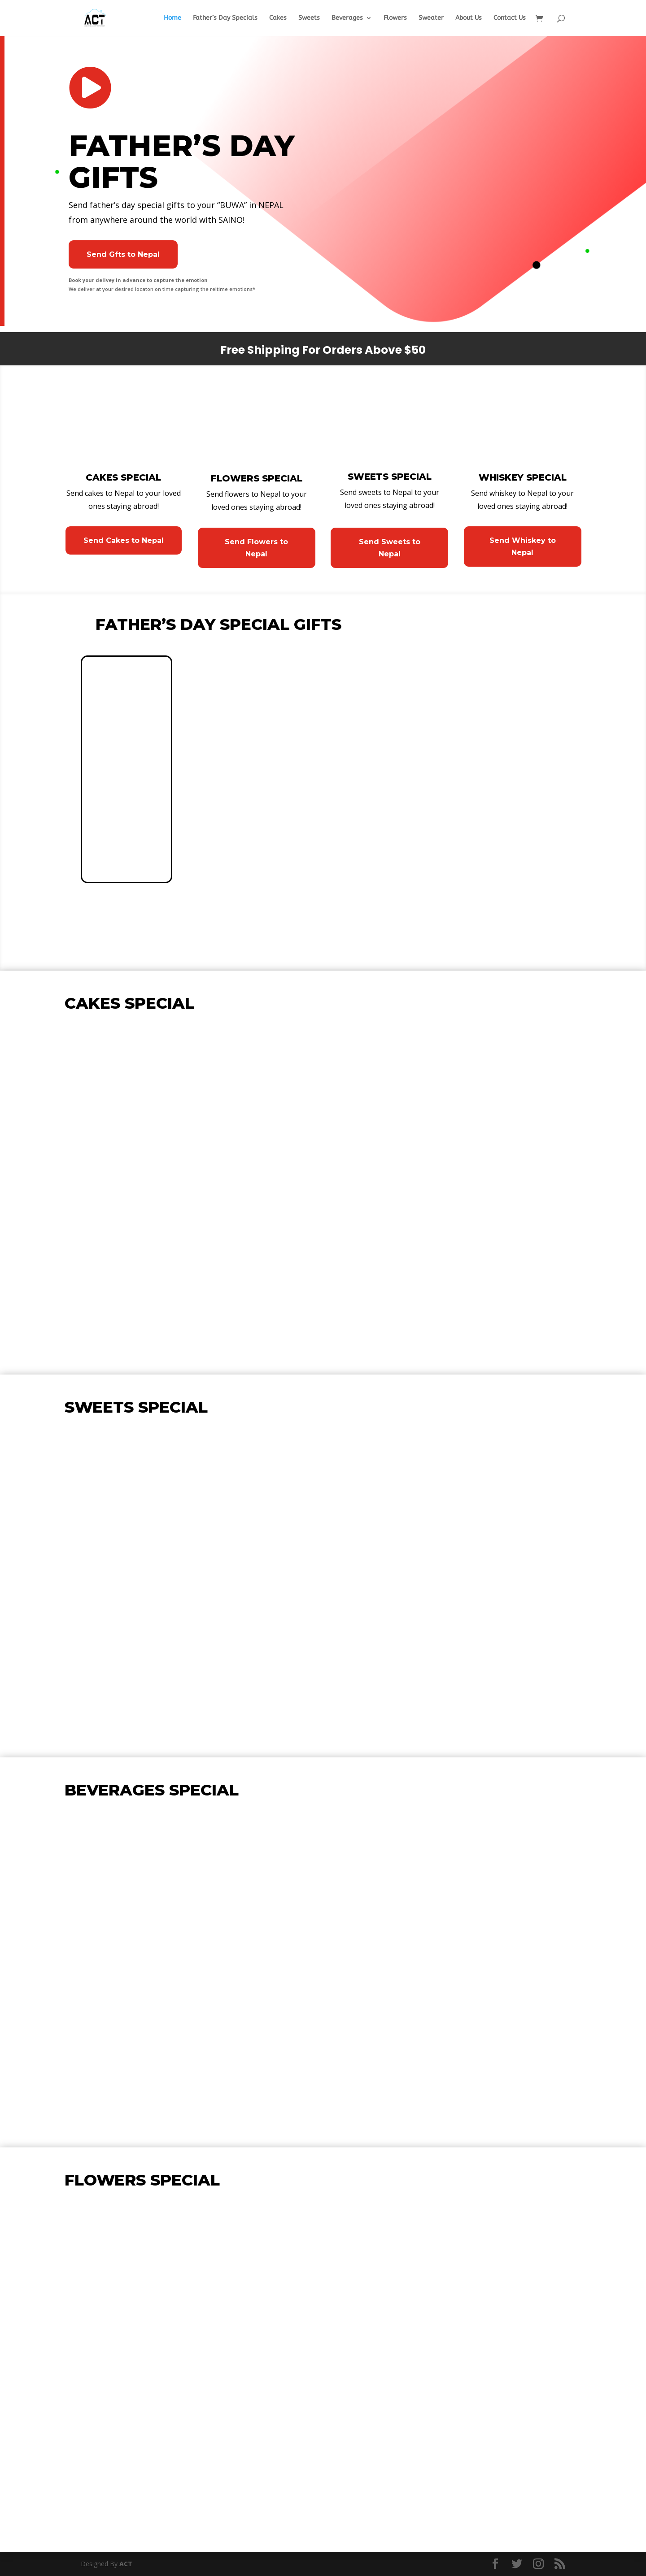 ACT
Home Father's Day Specials Cakes Sweets Beverages Flowers Sweater About Us Contact Us
FATHER'S DAY
GIFTS
Send father's day special gifts to your "BUWA" in NEPAL
from anywhere around the world with SAINO!
Send Gfts to Nepal
Book your delivey in advance to capture the emotion
We deliver at your desired locaton on time capturing the reltime emotions*
Free Shipping For Orders Above $50
CAKES SPECIAL
Send cakes to Nepal to your loved
ones staying abroad!
Send Cakes to Nepal
FLOWERS SPECIAL
Send flowers to Nepal to your
loved ones staying abroad!
Send Flowers to
Nepal
SWEETS SPECIAL
Send sweets to Nepal to your
loved ones staying abroad!
Send Sweets to
Nepal
WHISKEY SPECIAL
Send whiskey to Nepal to your
loved ones staying abroad!
Send Whiskey to
Nepal
FATHER'S DAY SPECIAL GIFTS
CAKES SPECIAL
SWEETS SPECIAL
BEVERAGES SPECIAL
FLOWERS SPECIAL
Designed By ACT